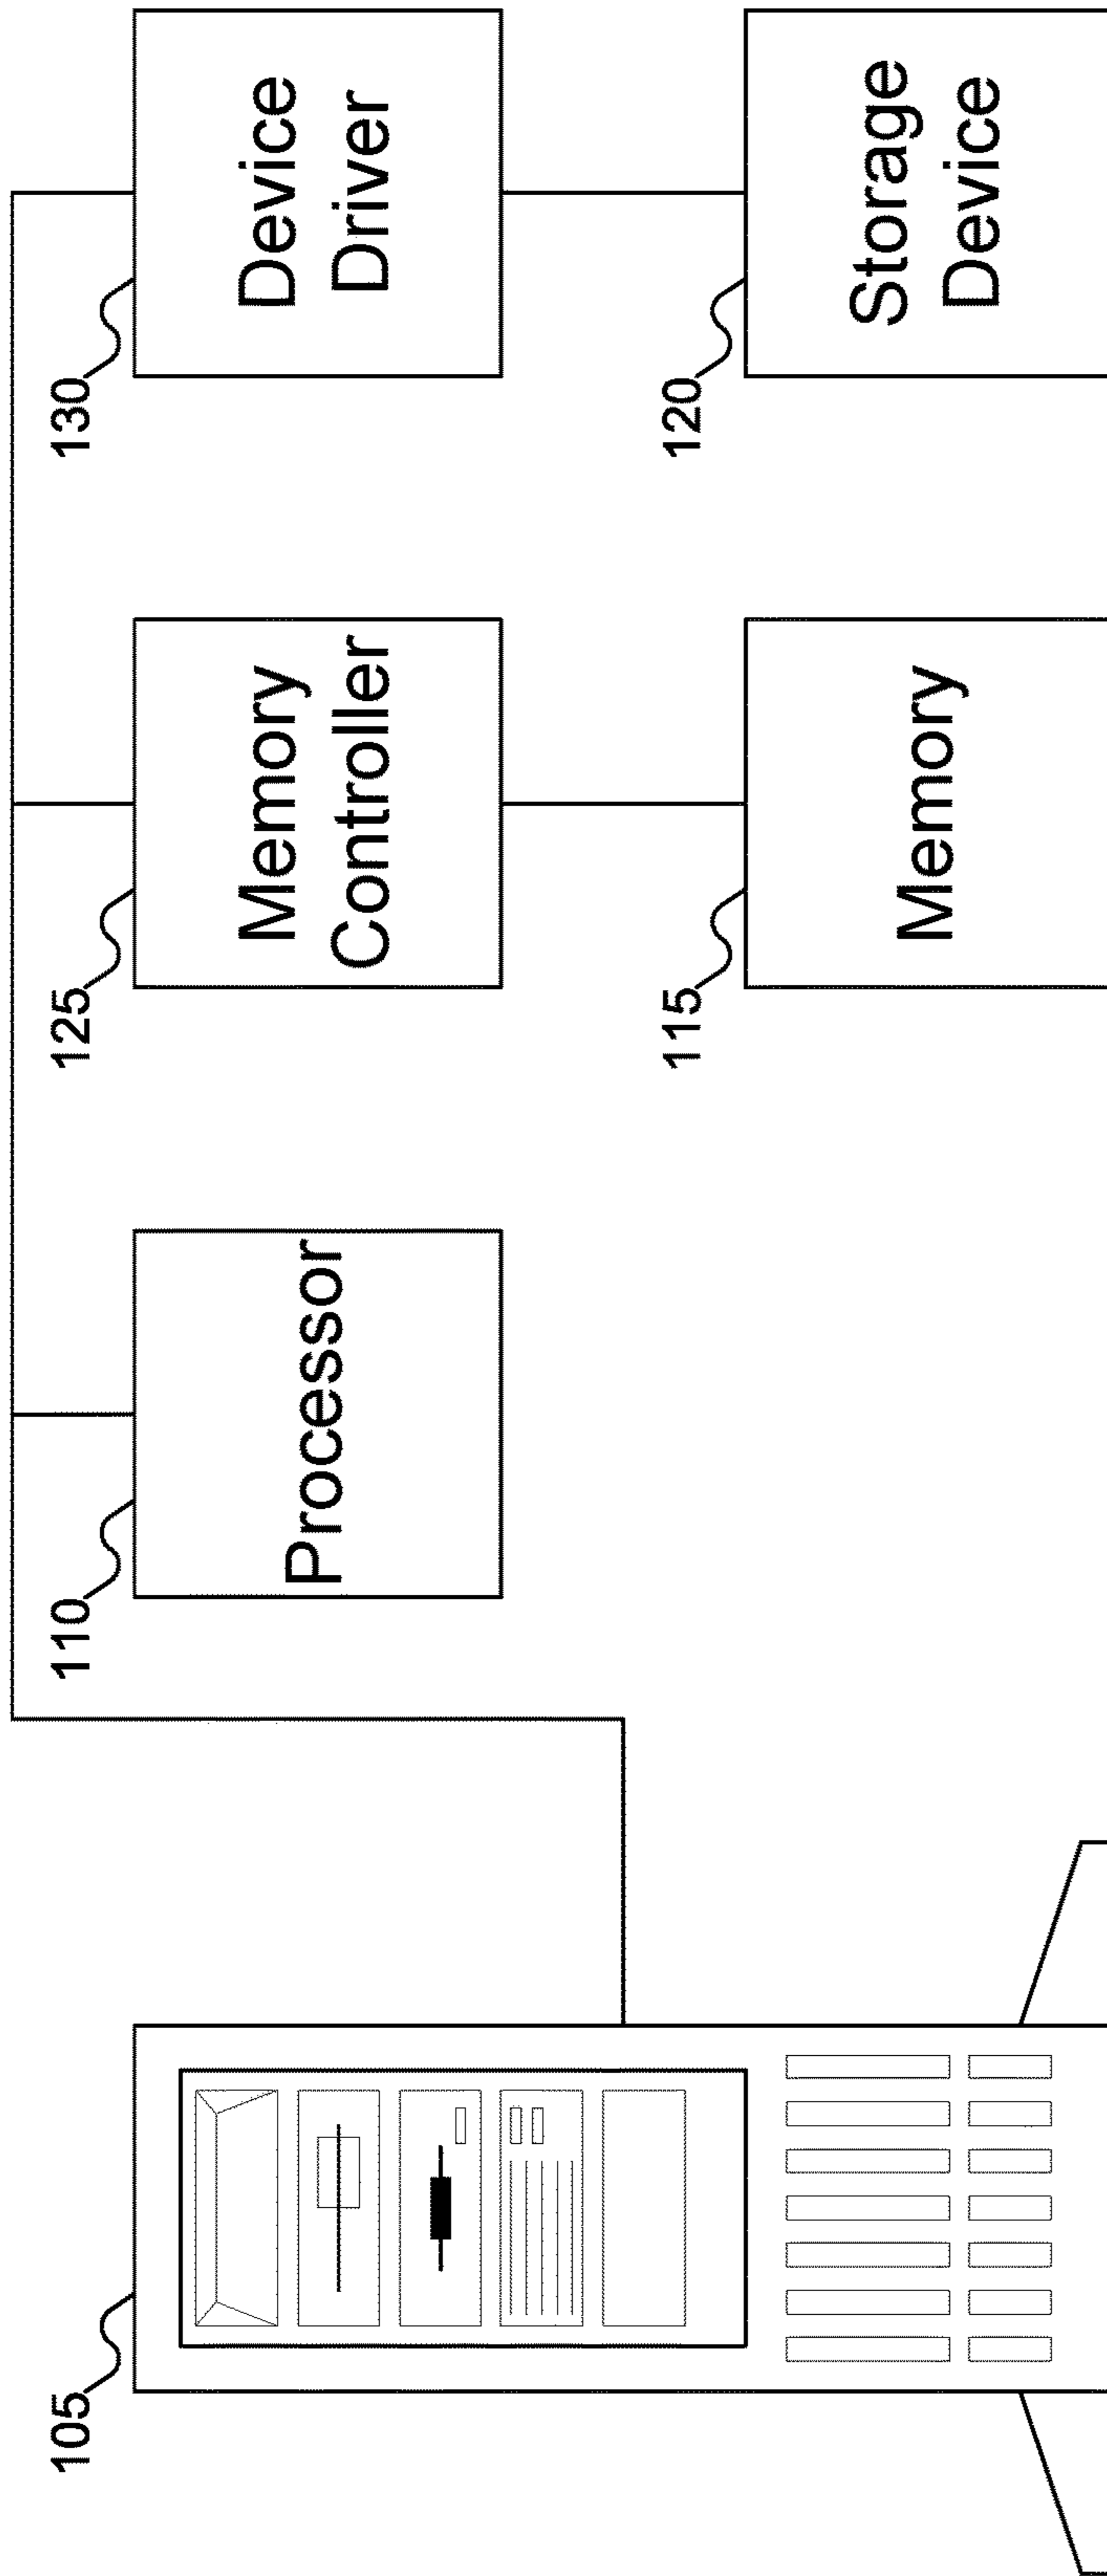 105
110
Processor
125
Memory
Controller
130
Device
Driver
115
Memory
120
Storage
Device